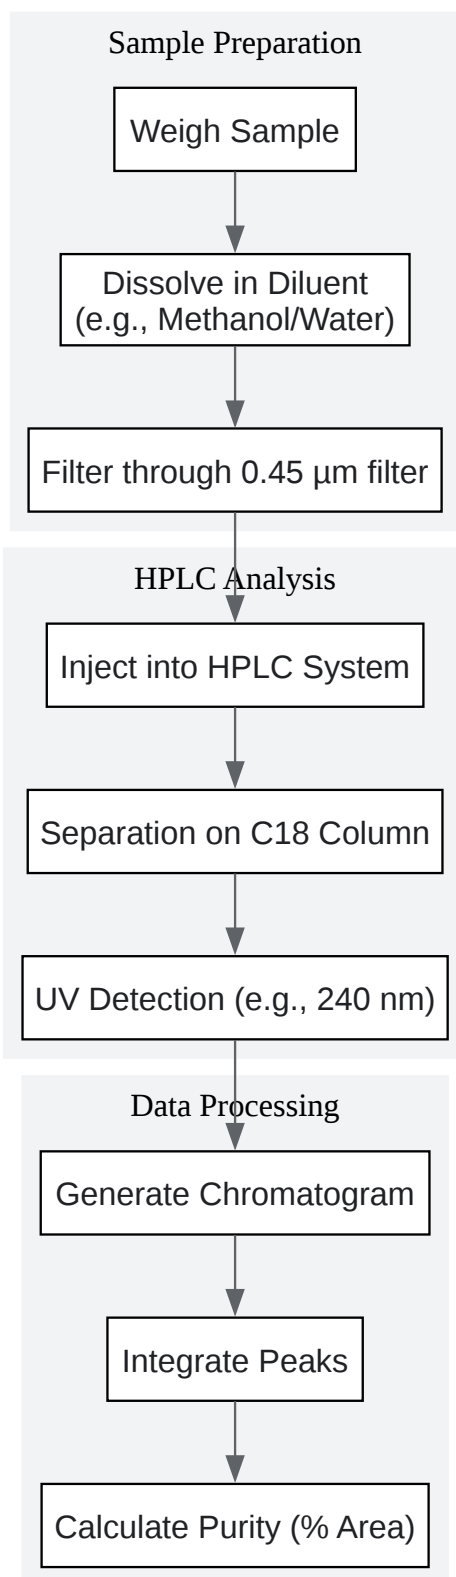 Sample Preparation
Weigh Sample
Dissolve in Diluent
(e.g., Methanol/Water)
Filter through 0.45 µm filter
HPLC Analysis
Inject into HPLC System
Separation on C18 Column
UV Detection (e.g., 240 nm)
Data Processing
Generate Chromatogram
Integrate Peaks
Calculate Purity (% Area)